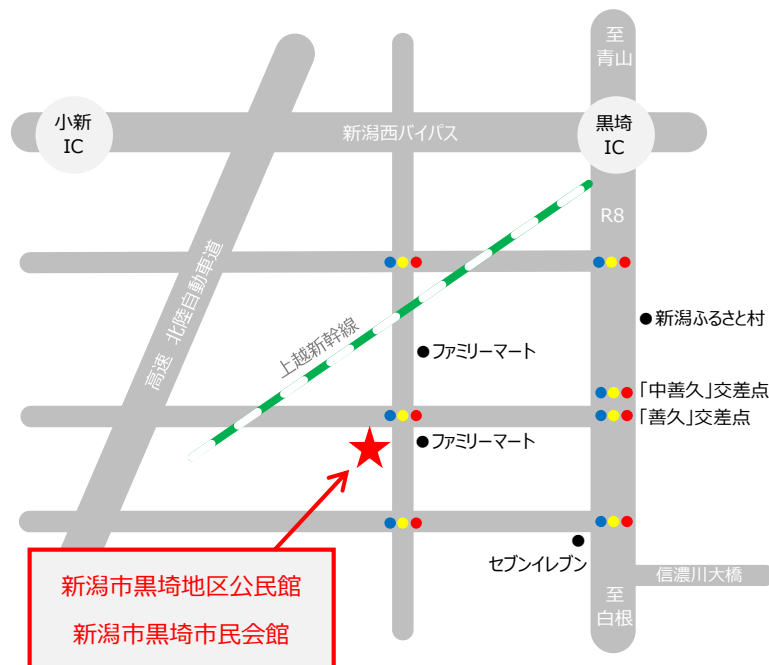 至
青山
小新
IC
新潟西バイパス
黒埼
IC
R8
高速 北陸自動車道
上越新幹線
新潟ふるさと村
ファミリーマート
「中善久」交差点
「善久」交差点
ファミリーマート
セブンイレブン
信濃川大橋
至
白根
新潟市黒埼地区公民館
新潟市黒埼市民会館